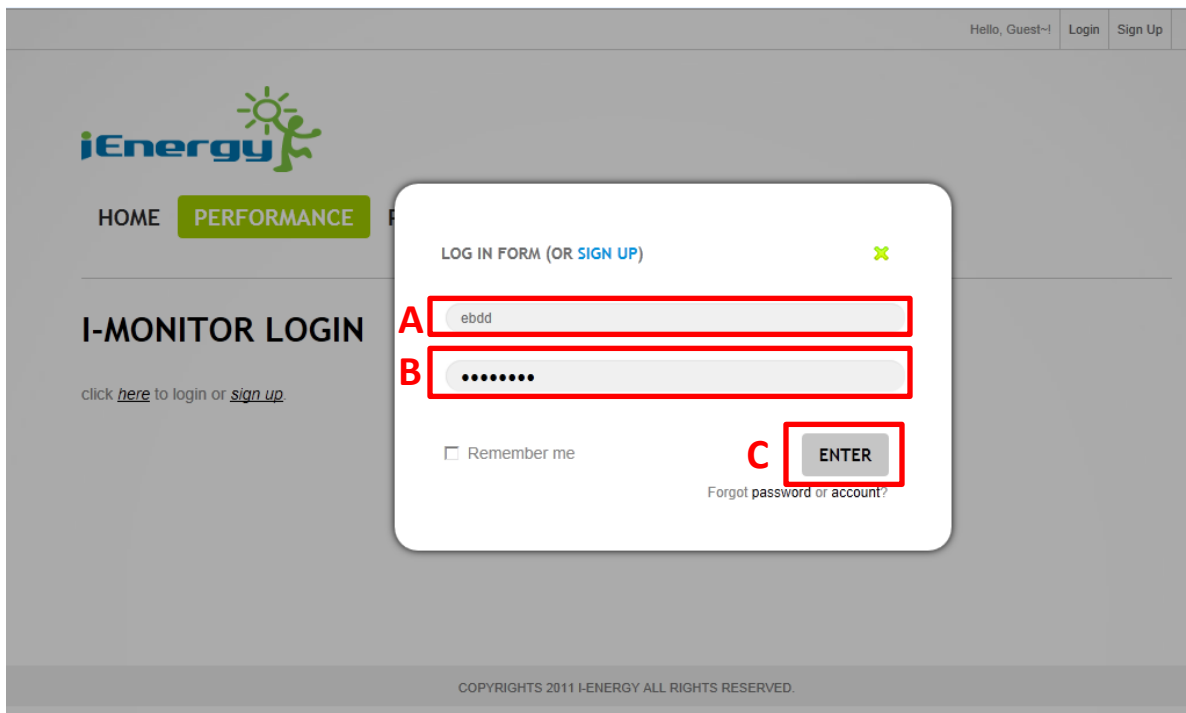 Hello, Guest~! Login Sign Up
iEnergy
HOME PERFORMANCE
LOG IN FORM (OR SIGN UP)
I-MONITOR LOGIN
A ebdd
B ••••••••
click here to login or sign up.
Remember me
C ENTER
Forgot password or account?
COPYRIGHTS 2011 I-ENERGY ALL RIGHTS RESERVED.